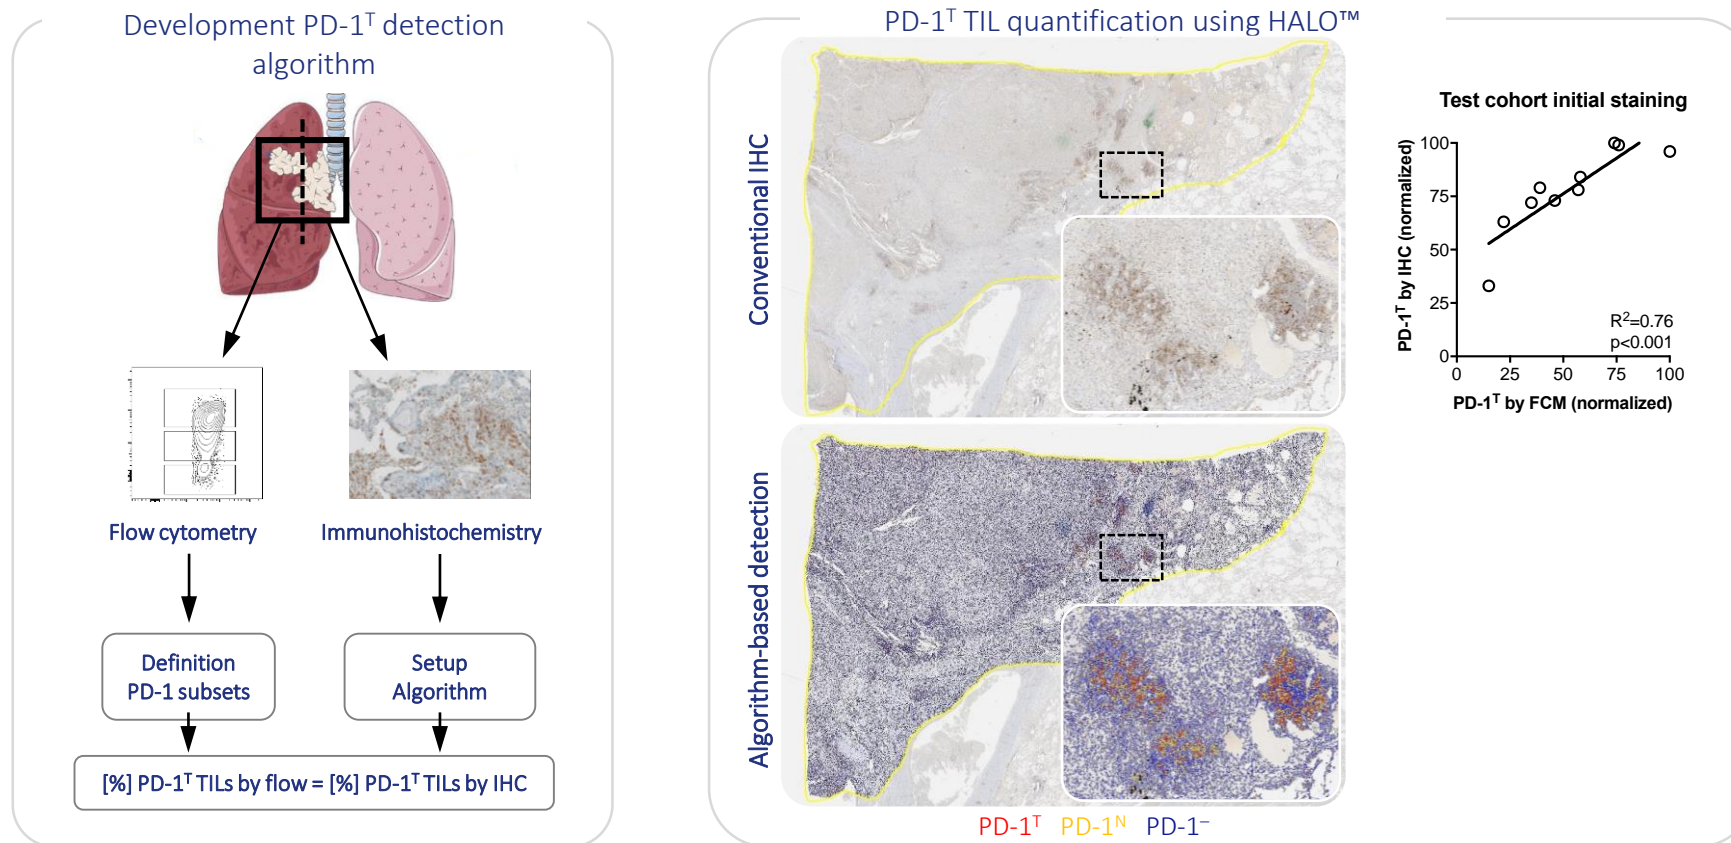 Development PD-1ᵀ detection
algorithm
Flow cytometry
Immunohistochemistry
Definition
PD-1 subsets
Setup
Algorithm
[%] PD-1ᵀ TILs by flow = [%] PD-1ᵀ TILs by IHC
PD-1ᵀ TIL quantification using HALO™
Conventional IHC
Algorithm-based detection
PD-1ᵀ PD-1ᴺ PD-1⁻
Test cohort initial staining
PD-1ᵀ by IHC (normalized)
100
75
50
25
0
R²=0.76
p<0.001
0 25 50 75 100
PD-1ᵀ by FCM (normalized)